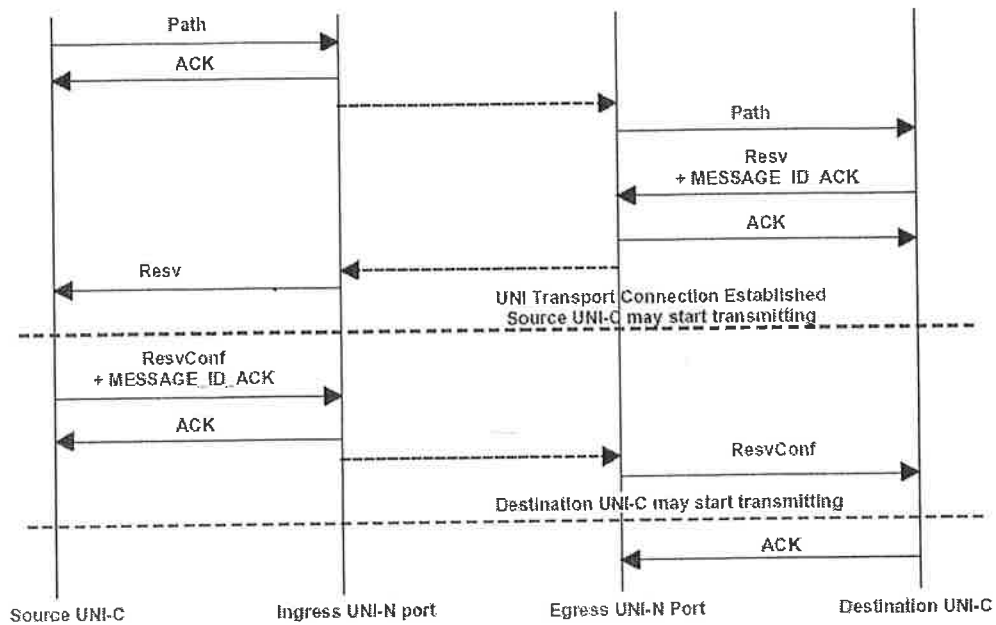 Path
ACK
Path
Resv
+ MESSAGE_ID_ACK
ACK
Resv
UNI Transport Connection Established
Source UNI-C may start transmitting
ResvConf
+ MESSAGE_ID_ACK
ACK
ResvConf
Destination UNI-C may start transmitting
ACK
Source UNI-C
Ingress UNI-N port
Egress UNI-N Port
Destination UNI-C